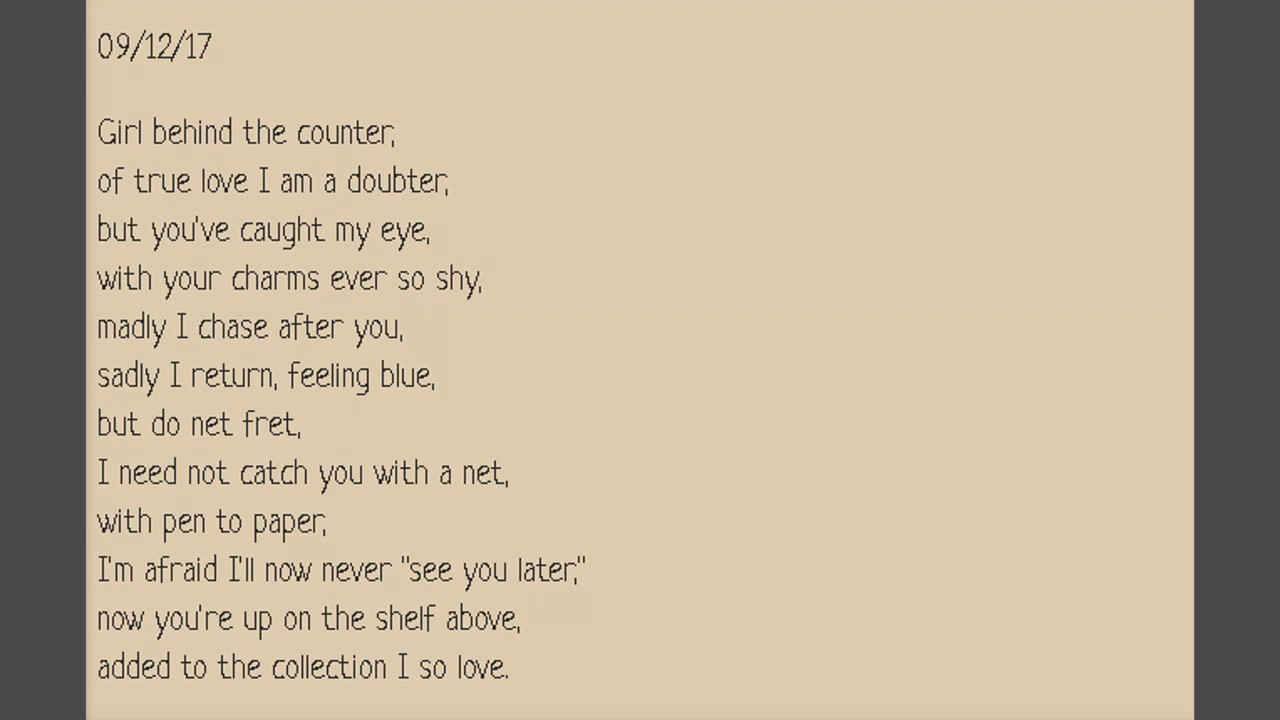 09/12/17
Girl behind the counter,
of true love I am a doubter,
but you've caught my eye,
with your charms ever so shy,
madly I chase after you,
sadly I return, feeling blue,
but do net fret,
I need not catch you with a net,
with pen to paper,
I'm afraid I'll now never "see you later,"
now you're up on the shelf above,
added to the collection I so love.